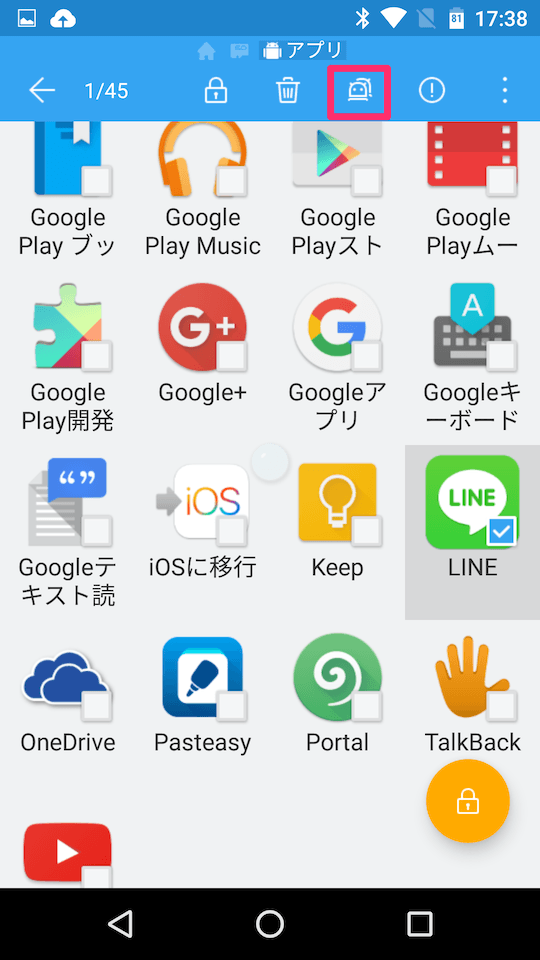 81 17:38
アプリ
1/45
Google Play ブッ
Google Play Music
Google Playスト
Google Playムー
G+
G
A
Google Play開発
Google+
Googleアプリ
Googleキーボード
“ ”
iOS
LINE
Googleテキスト読
iOSに移行
Keep
LINE
OneDrive
Pasteasy
Portal
TalkBack